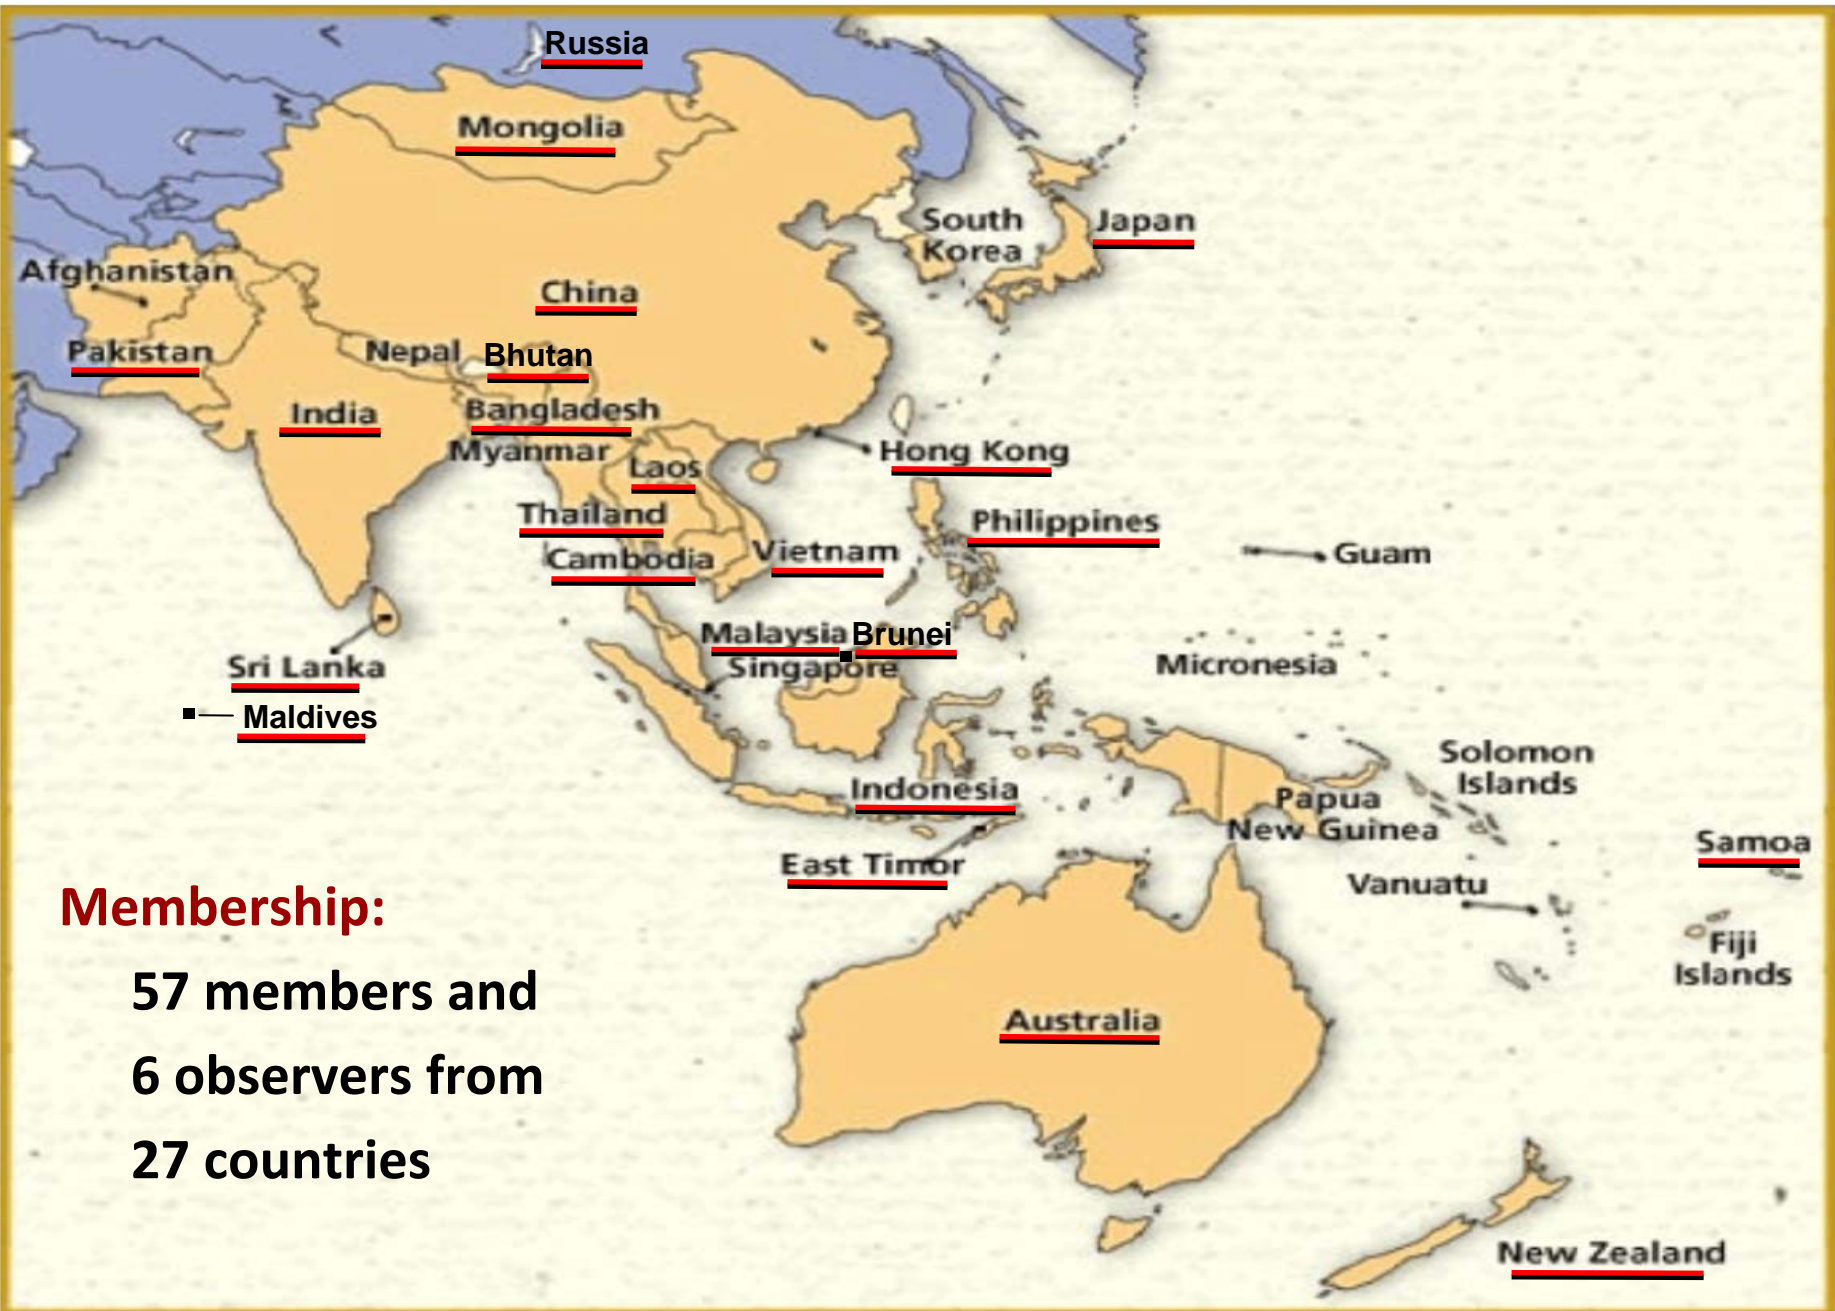 Russia
Mongolia
South
Korea
Japan
Afghanistan
China
Pakistan
Nepal
Bhutan
India
Bangladesh
Myanmar
Laos
Hong Kong
Thailand
Philippines
Cambodia
Vietnam
Guam
Malaysia
Brunei
Singapore
Sri Lanka
Micronesia
Maldives
Solomon
Islands
Indonesia
Papua
New Guinea
East Timor
Samoa
Vanuatu
Fiji
Islands
Australia
New Zealand
Membership:
57 members and
6 observers from
27 countries